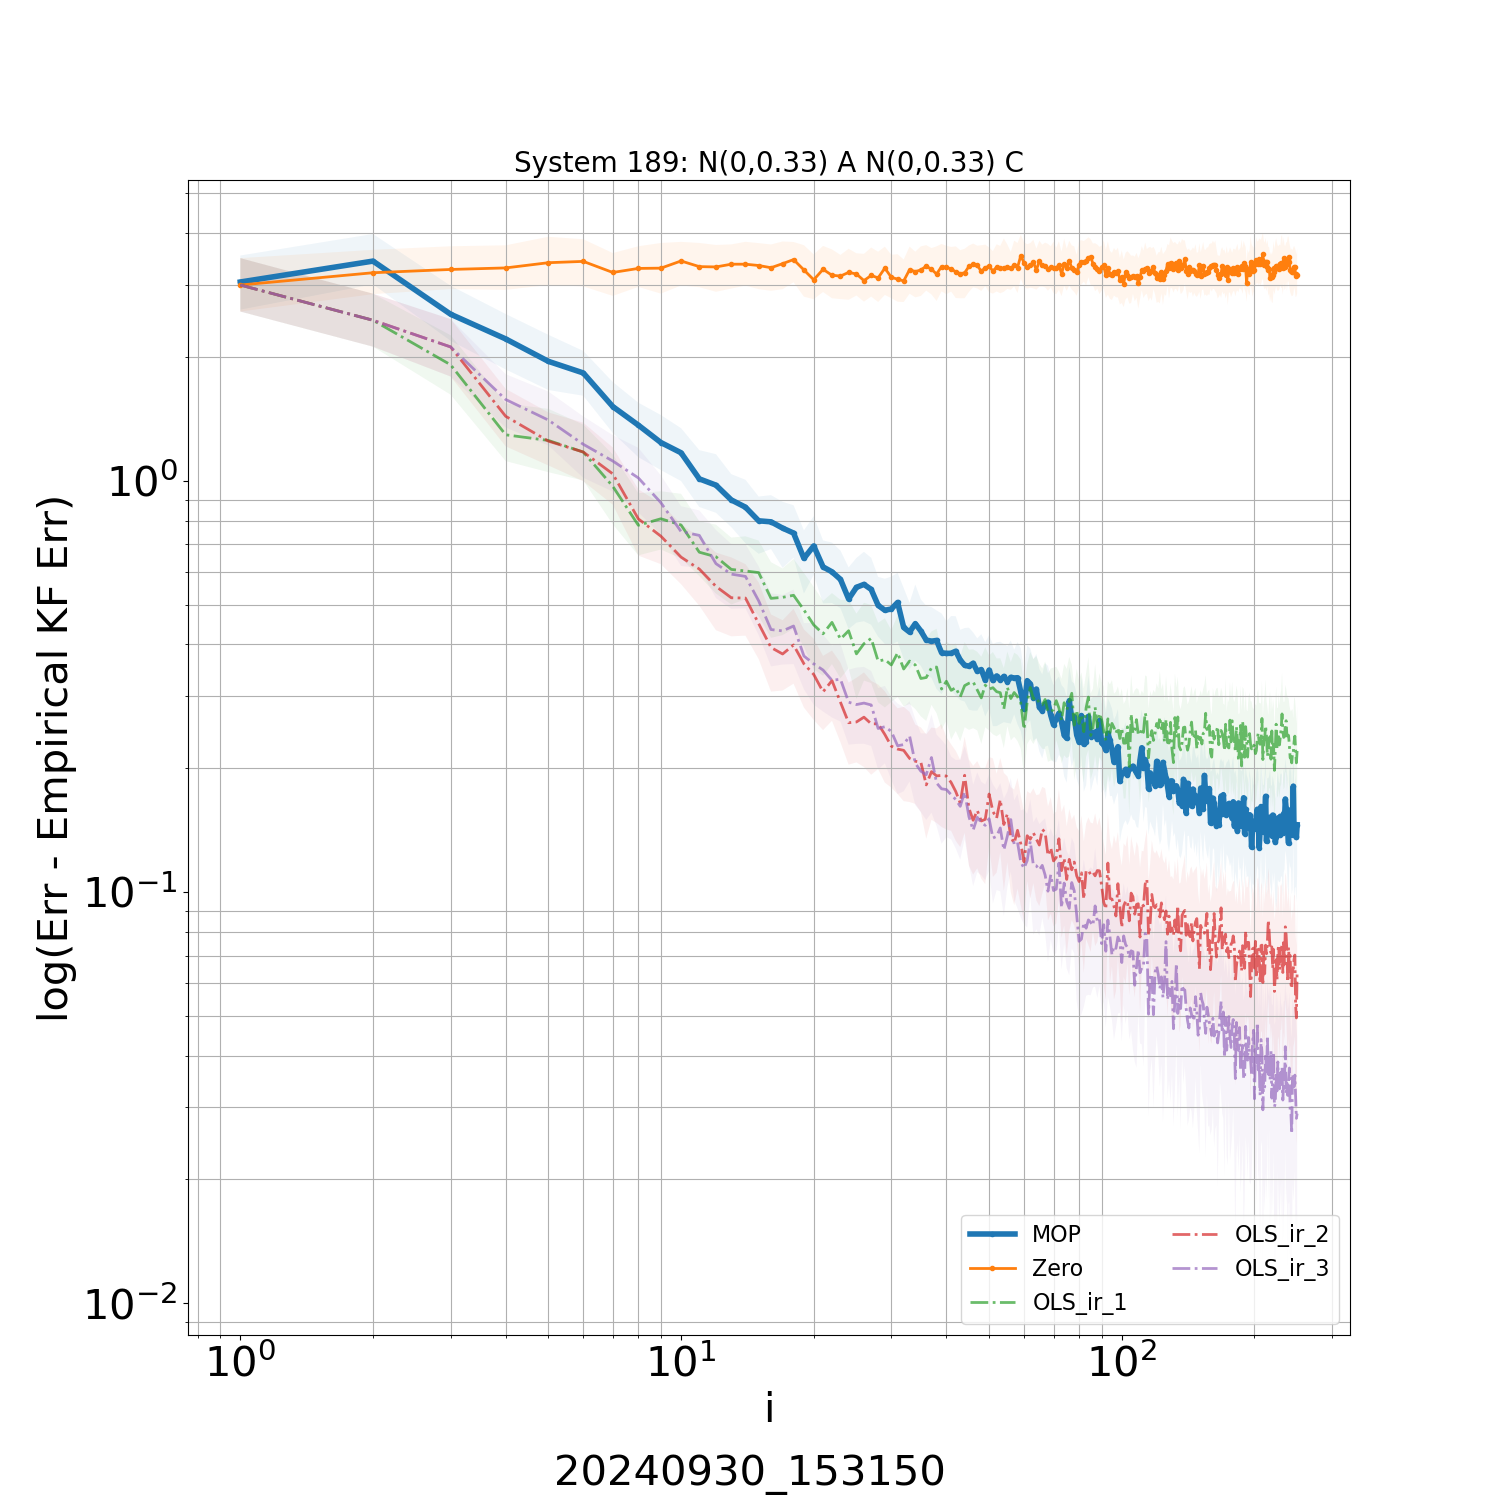 System 189: N(0,0.33) A N(0,0.33) C
log(Err - Empirical KF Err)
10⁰
10⁻¹
10⁻²
MOP
Zero
OLS_ir_1
OLS_ir_2
OLS_ir_3
10⁰ 10¹ 10²
i
20240930_153150